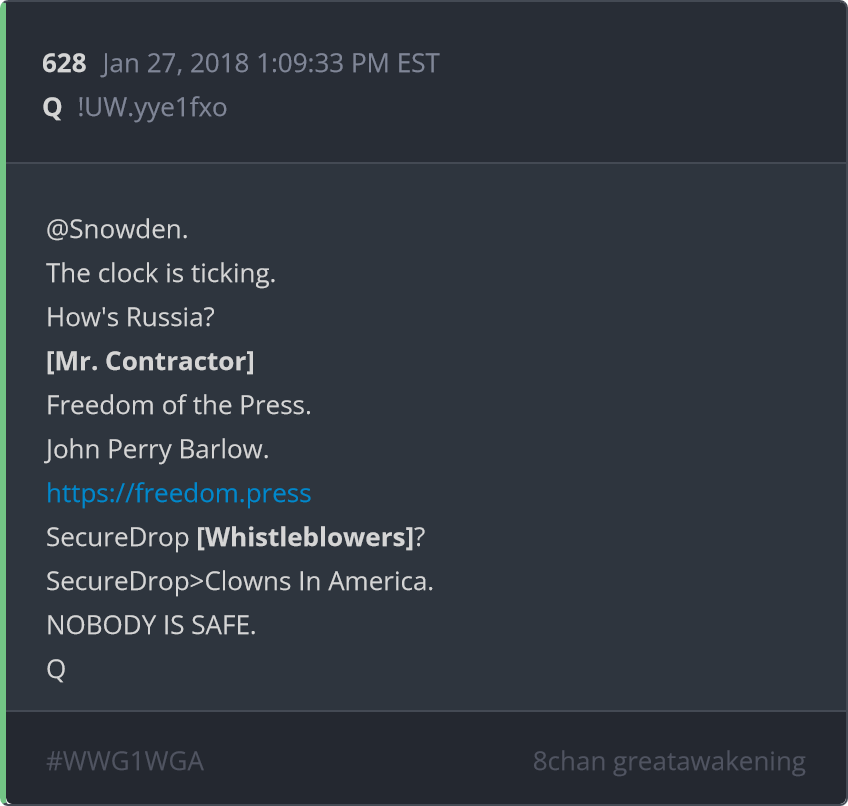 628 Jan 27, 2018 1:09:33 PM EST
Q !UW.yye1fxo
@Snowden.
The clock is ticking.
How's Russia?
[Mr. Contractor]
Freedom of the Press.
John Perry Barlow.
https://freedom.press
SecureDrop [Whistleblowers]?
SecureDrop>Clowns In America.
NOBODY IS SAFE.
Q
#WWG1WGA 8chan greatawakening